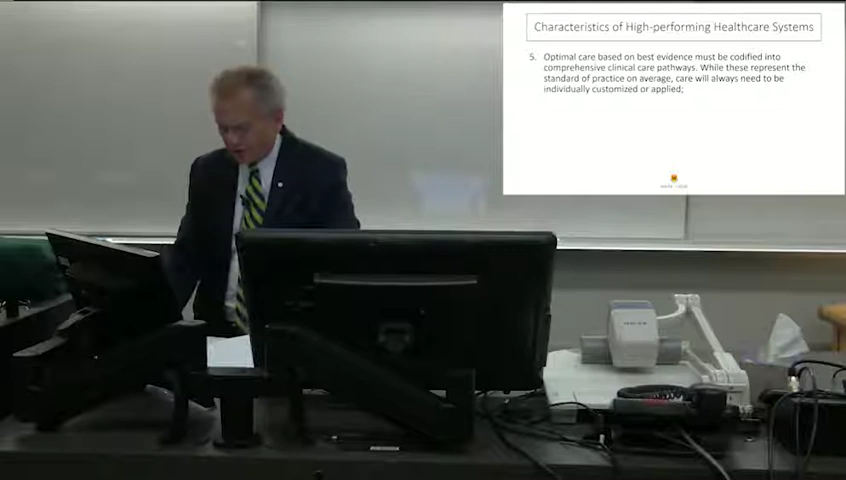 Characteristics of High-performing Healthcare Systems
5. Optimal care based on best evidence must be codified into
comprehensive clinical care pathways. While these represent the
standard of practice on average, care will always need to be
individually customized or applied;